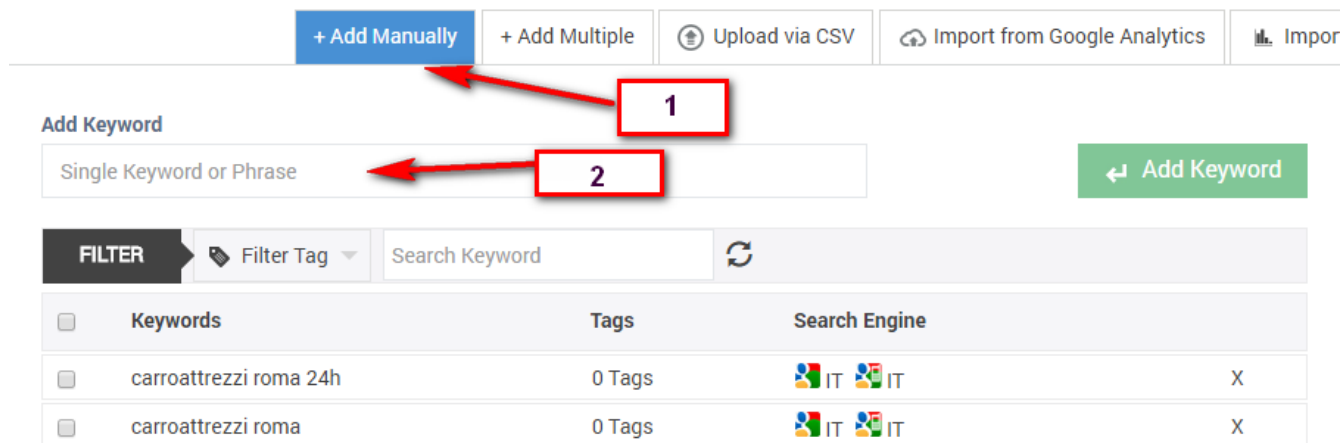 + Add Manually + Add Multiple Upload via CSV Import from Google Analytics Impor
1
Add Keyword
Single Keyword or Phrase
2
Add Keyword
FILTER Filter Tag Search Keyword
Keywords Tags Search Engine
carroattrezzi roma 24h 0 Tags IT IT X
carroattrezzi roma 0 Tags IT IT X